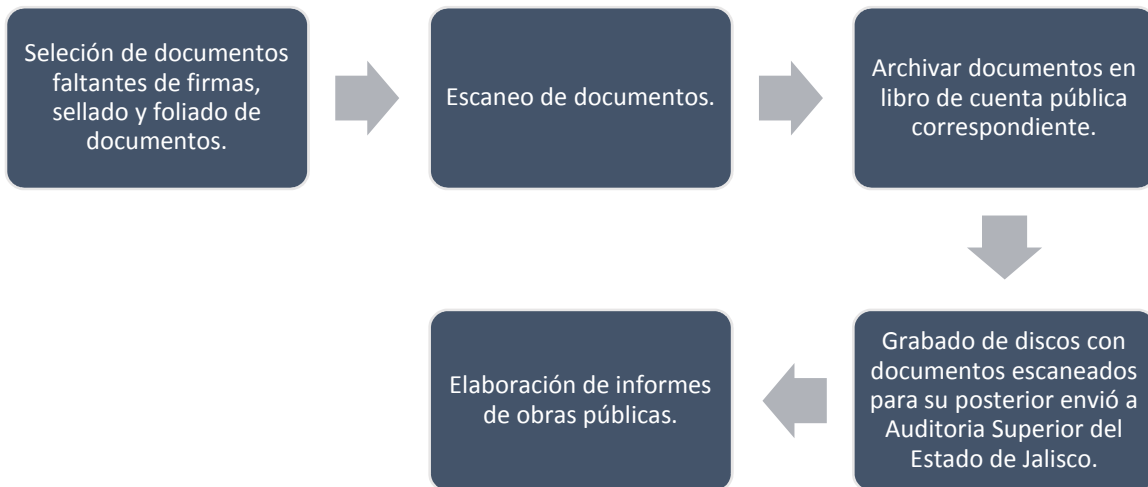 Seleción de documentos
faltantes de firmas,
sellado y foliado de
documentos.
Escaneo de documentos.
Archivar documentos en
libro de cuenta pública
correspondiente.
Grabado de discos con
documentos escaneados
para su posterior envió a
Auditoria Superior del
Estado de Jalisco.
Elaboración de informes
de obras públicas.